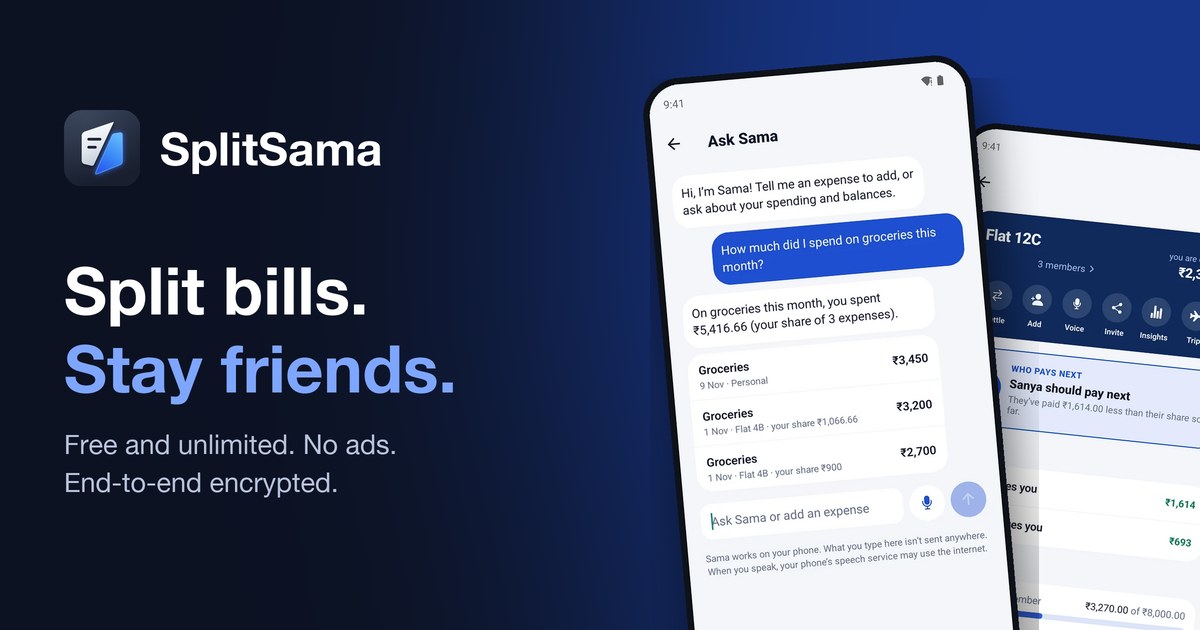 SplitSama
Split bills.
Stay friends.
Free and unlimited. No ads.
End-to-end encrypted.
9:41
Ask Sama
Hi, I'm Sama! Tell me an expense to add, or
ask about your spending and balances.
How much did I spend on groceries this
month?
On groceries this month, you spent
₹5,416.66 (your share of 3 expenses).
Groceries
9 Nov · Personal
₹3,450
Groceries
1 Nov · Flat 4B · your share ₹1,066.66
₹3,200
Groceries
1 Nov · Flat 4B · your share ₹900
₹2,700
Ask Sama or add an expense
Sama works on your phone. What you type here isn't sent anywhere.
When you speak, your phone's speech service may use the internet.
9:41
Flat 12C
3 members
you are
Add
Voice
Invite
Insights
WHO PAYS NEXT
Sanya should pay next
They've paid ₹1,614.00 less than their share so
far.
you
₹1,614
you
₹693
₹3,270.00 of ₹8,000.00